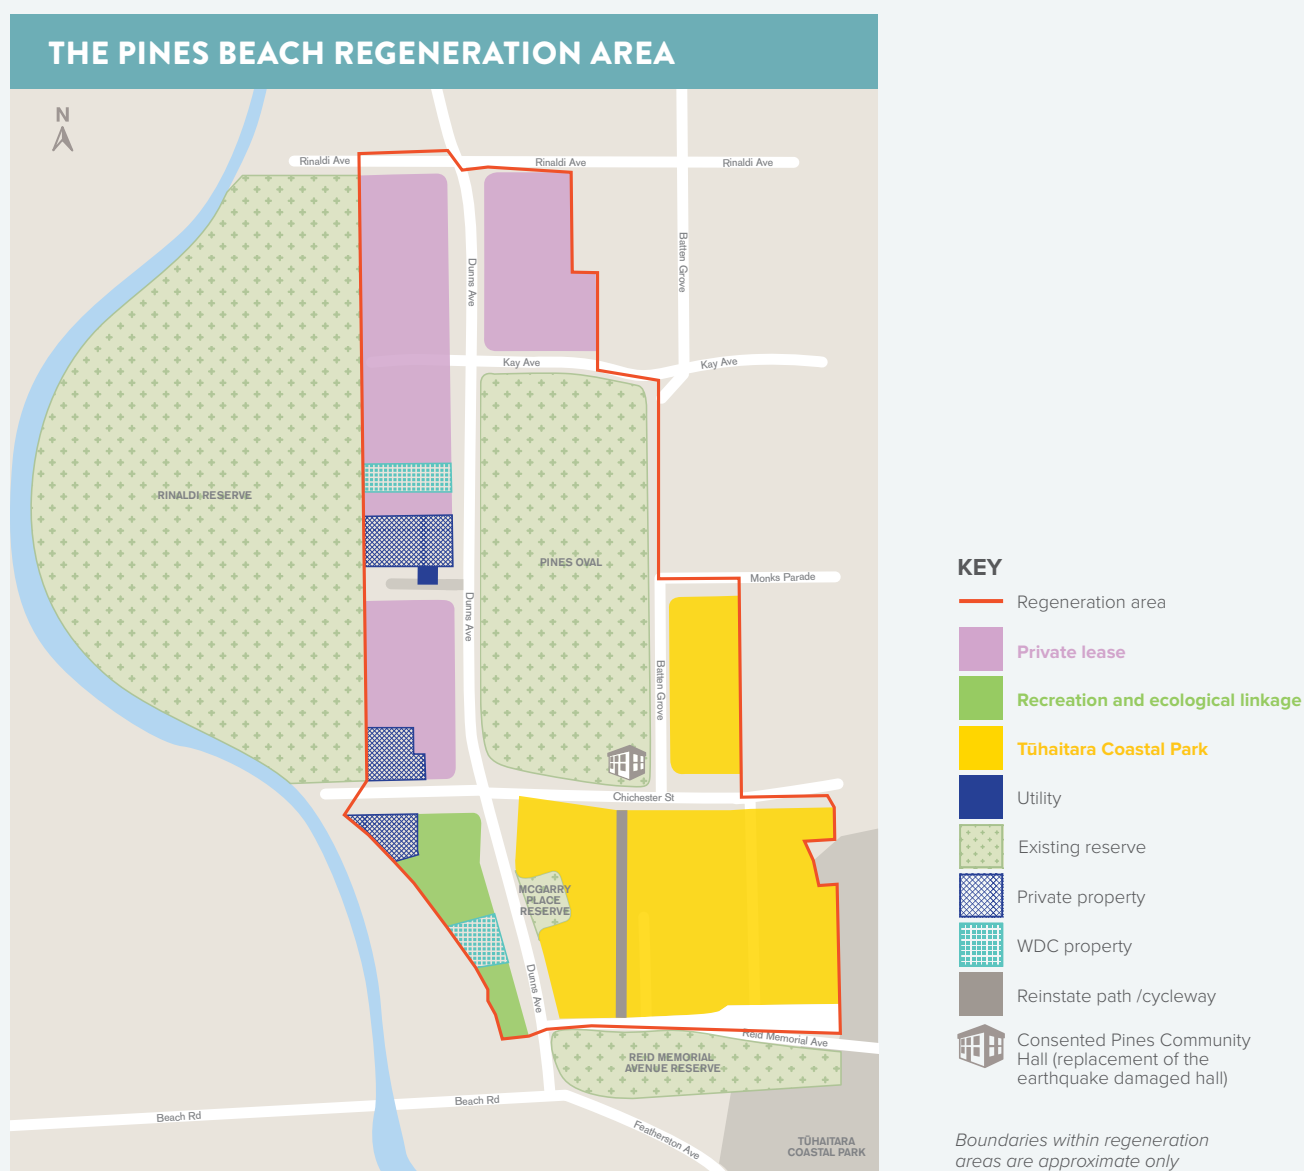 THE PINES BEACH REGENERATION AREA
N
Rinaldi Ave
Rinaldi Ave
Rinaldi Ave
Batten Grove
Dunns Ave
Kay Ave
Kay Ave
RINALDI RESERVE
PINES OVAL
Monks Parade
Dunns Ave
Batten Grove
Chichester St
MCGARRY
PLACE
RESERVE
Dunns Ave
Reid Memorial Ave
REID MEMORIAL
AVENUE RESERVE
Beach Rd
Beach Rd
Featherston Ave
TŪHAITARA
COASTAL PARK
KEY
Regeneration area
Private lease
Recreation and ecological linkage
Tūhaitara Coastal Park
Utility
Existing reserve
Private property
WDC property
Reinstate path /cycleway
Consented Pines Community
Hall (replacement of the
earthquake damaged hall)
Boundaries within regeneration
areas are approximate only